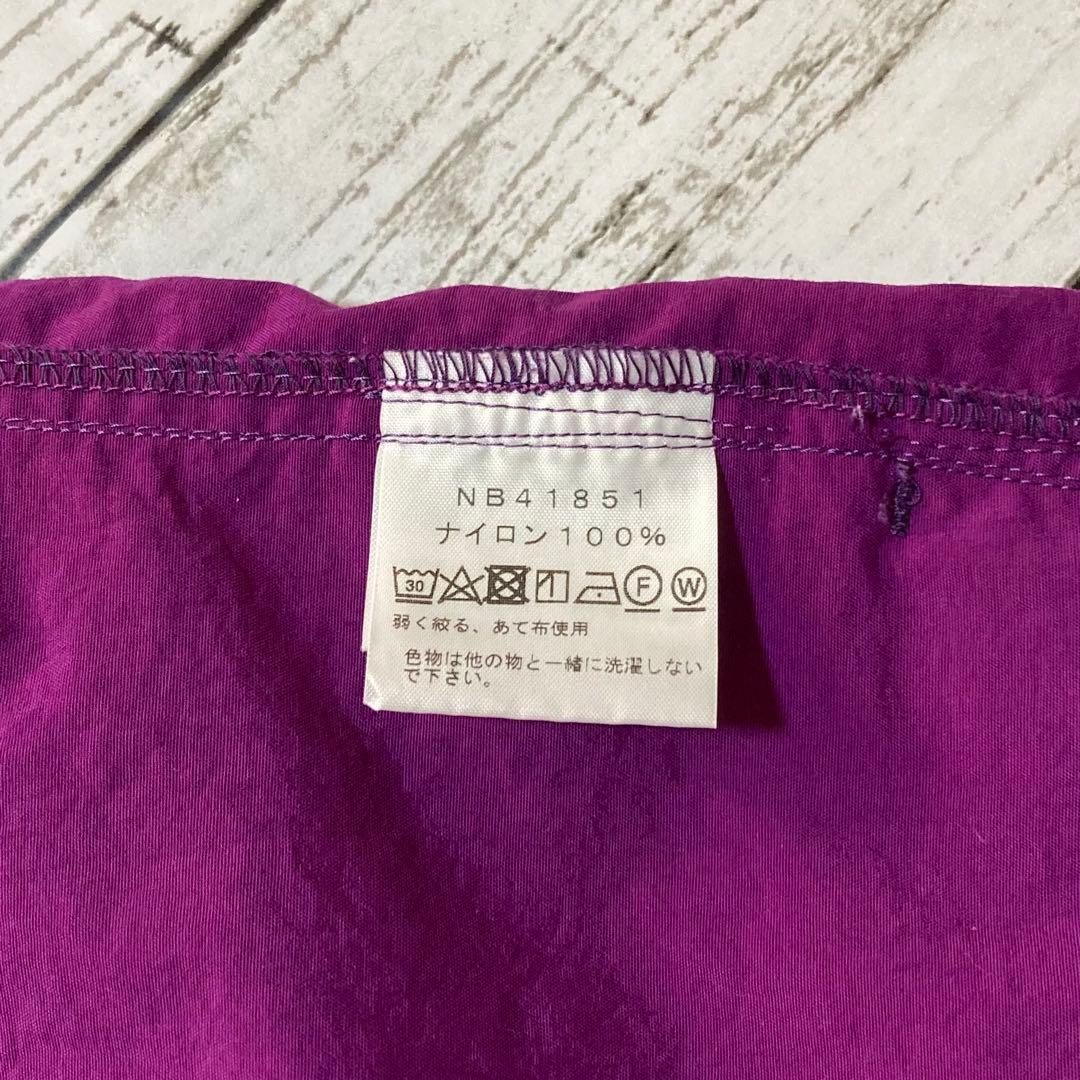 ＮＢ４１８５１
ナイロン１００％
30 F W
弱く絞る、あて布使用
色物は他の物と一緒に洗濯しない
で下さい。